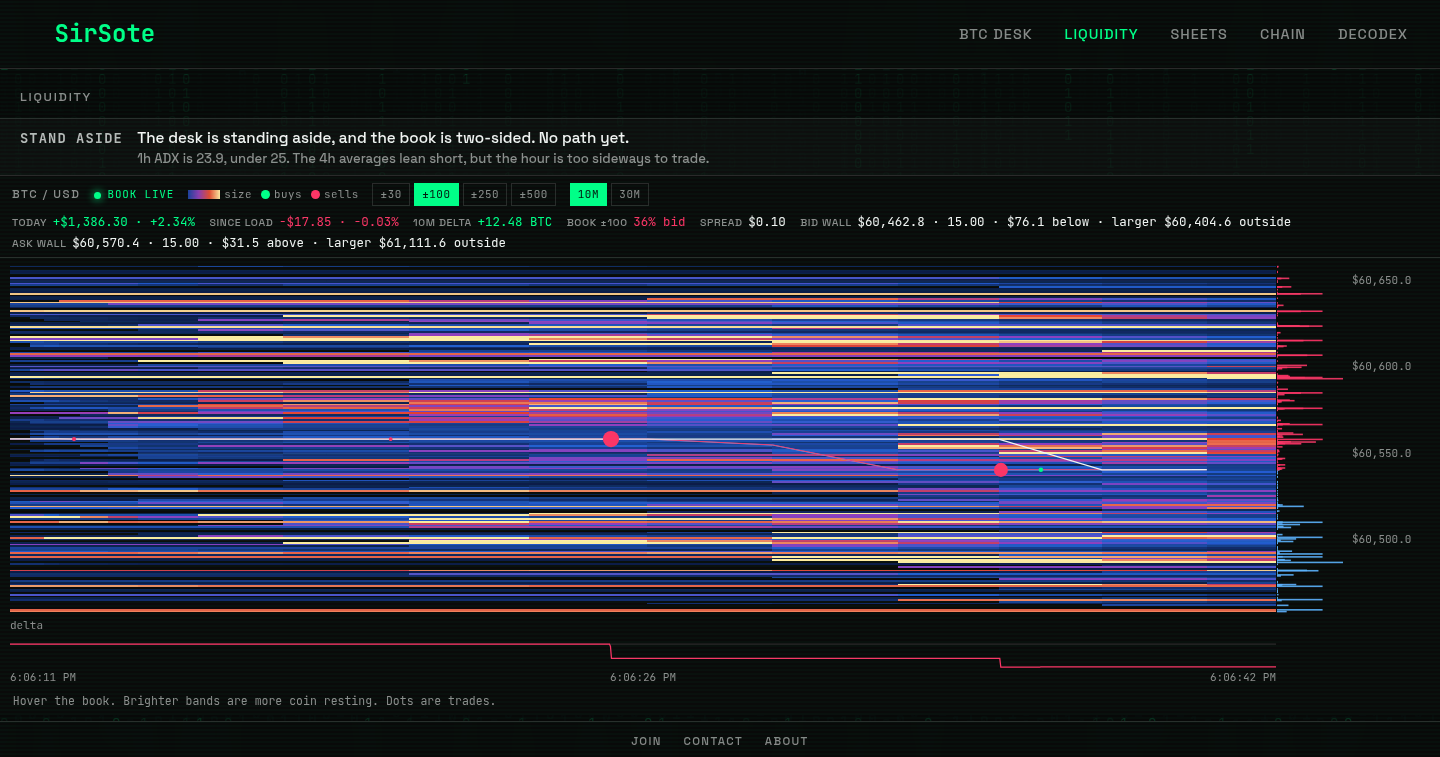 SirSote
BTC DESK LIQUIDITY SHEETS CHAIN DECODEX
LIQUIDITY
STAND ASIDE The desk is standing aside, and the book is two-sided. No path yet.
1h ADX is 23.9, under 25. The 4h averages lean short, but the hour is too sideways to trade.
BTC / USD BOOK LIVE size buys sells ±30 ±100 ±250 ±500 10M 30M
TODAY +$1,386.30 · +2.34% SINCE LOAD -$17.85 · -0.03% 10M DELTA +12.48 BTC BOOK ±100 36% bid SPREAD $0.10 BID WALL $60,462.8 · 15.00 · $76.1 below · larger $60,404.6 outside
ASK WALL $60,570.4 · 15.00 · $31.5 above · larger $61,111.6 outside
$60,650.0
$60,600.0
$60,550.0
$60,500.0
delta
6:06:11 PM 6:06:26 PM 6:06:42 PM
Hover the book. Brighter bands are more coin resting. Dots are trades.
JOIN CONTACT ABOUT